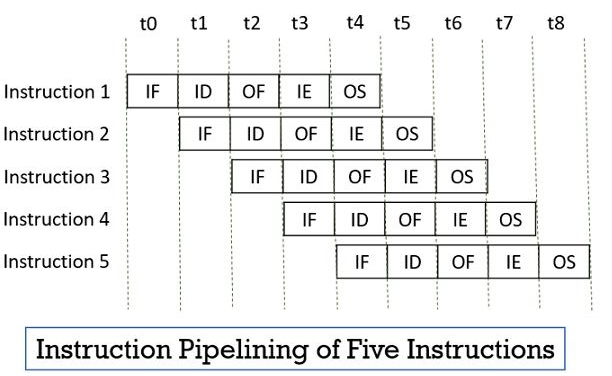 t0 t1 t2 t3 t4 t5 t6 t7 t8
Instruction 1 IF ID OF IE OS
Instruction 2 IF ID OF IE OS
Instruction 3 IF ID OF IE OS
Instruction 4 IF ID OF IE OS
Instruction 5 IF ID OF IE OS
Instruction Pipelining of Five Instructions